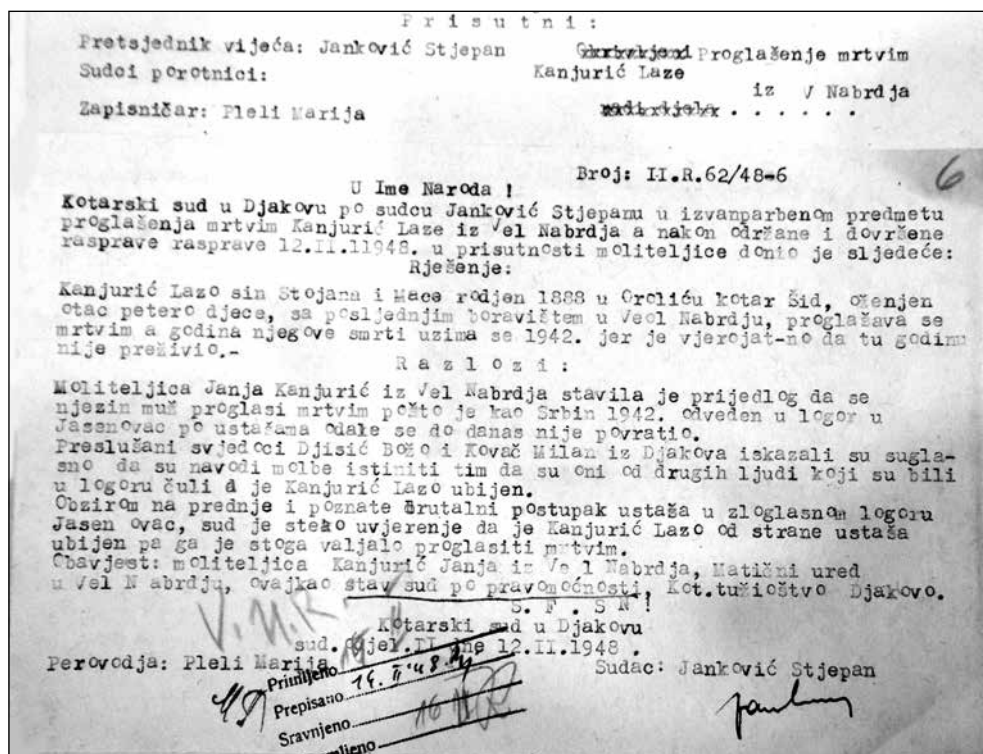 Prisutni:
Pretsjednik vijeća: Janković Stjepan Proglašenje mrtvim
Sudci porotnici: Kanjurić Laze
iz V Nabrdja
Zapisničar: Pleli Marija radi djela . . . . . .
Broj: II.R.62/48-6 6
U Ime Naroda !
Kotarski sud u Djakovu po sudcu Janković Stjepanu u izvanparbenom predmetu
proglašenja mrtvim Kanjurić Laze iz Vel Nabrdja a nakon održane i dovršene
rasprave rasprave 12.II.11948. u prisutnosti moliteljice donio je sljedeće:
Rješenje:
Kanjurić Lazo sin Stojana i Mace rodjen 1888 u Oroliću kotar Šid, oženjen
otac petero djece, sa posljednjim boravištem u Veol Nabrdju, proglašava se
mrtvim a godina njegove smrti uzima se 1942. jer je vjerojat-no da tu godinu
nije preživio.-
Razlozi:
Moliteljica Janja Kanjurić iz Vel Nabrdja stavila je prijedlog da se
njezin muž proglasi mrtvim pošto je kao Srbin 1942. odveden u logor u
Jasenovac po ustašama odale se do danas nije povratio.
Preslušani svjedoci Djisić Božo i Kovač Milan iz Djakova iskazali su sugla-
sno da su navodi molbe istiniti tim da su oni od drugih ljudi koji su bili
u logoru čuli d je Kanjurić Lazo ubijen.
Obzirom na prednje i poznate brutalni postupak ustaša u zloglasnom logoru
Jasen ovac, sud je steko uvjerenje da je Kanjurić Lazo od strane ustaša
ubijen pa ga je stoga valjalo proglasiti mrtvim.
Obavjest: moliteljica Kanjurić Janja iz Ve l Nabrdja, Matični ured
u Vel N abrdju, ovajkao stav sud po pravomoćnosti, Kot.tužioštvo Djakovo.
S. F. SN!
Kotarski sud u Djakovu
sud. odjel.II dne 12.II.1948 .
Perovodja: Pleli Marija Sudac: Janković Stjepan
Primljeno
Prepisano 14. II 48
Sravnjeno